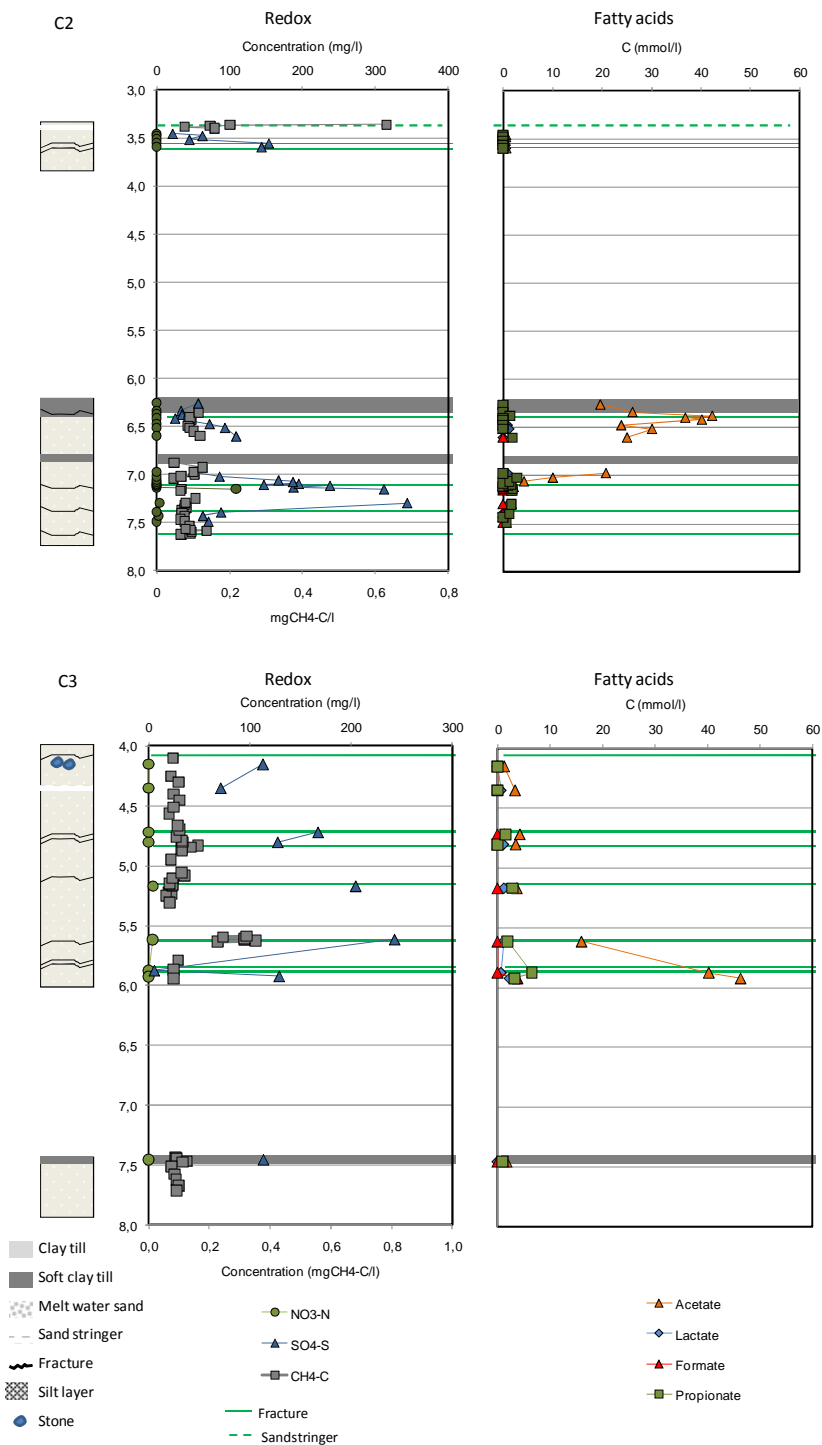 C2
Redox
Fatty acids
Concentration (mg/l)
C (mmol/l)
0 100 200 300 400
0 10 20 30 40 50 60
3,0
3,5
4,0
4,5
5,0
5,5
6,0
6,5
7,0
7,5
8,0
0 0,2 0,4 0,6 0,8
mgCH4-C/l
C3
Redox
Fatty acids
Concentration (mg/l)
C (mmol/l)
0 100 200 300
0 10 20 30 40 50 60
4,0
4,5
5,0
5,5
6,0
6,5
7,0
7,5
8,0
0,0 0,2 0,4 0,6 0,8 1,0
Concentration (mgCH4-C/l)
Clay till
Soft clay till
Melt water sand
Sand stringer
Fracture
Silt layer
Stone
NO3-N
SO4-S
CH4-C
Fracture
Sandstringer
Acetate
Lactate
Formate
Propionate